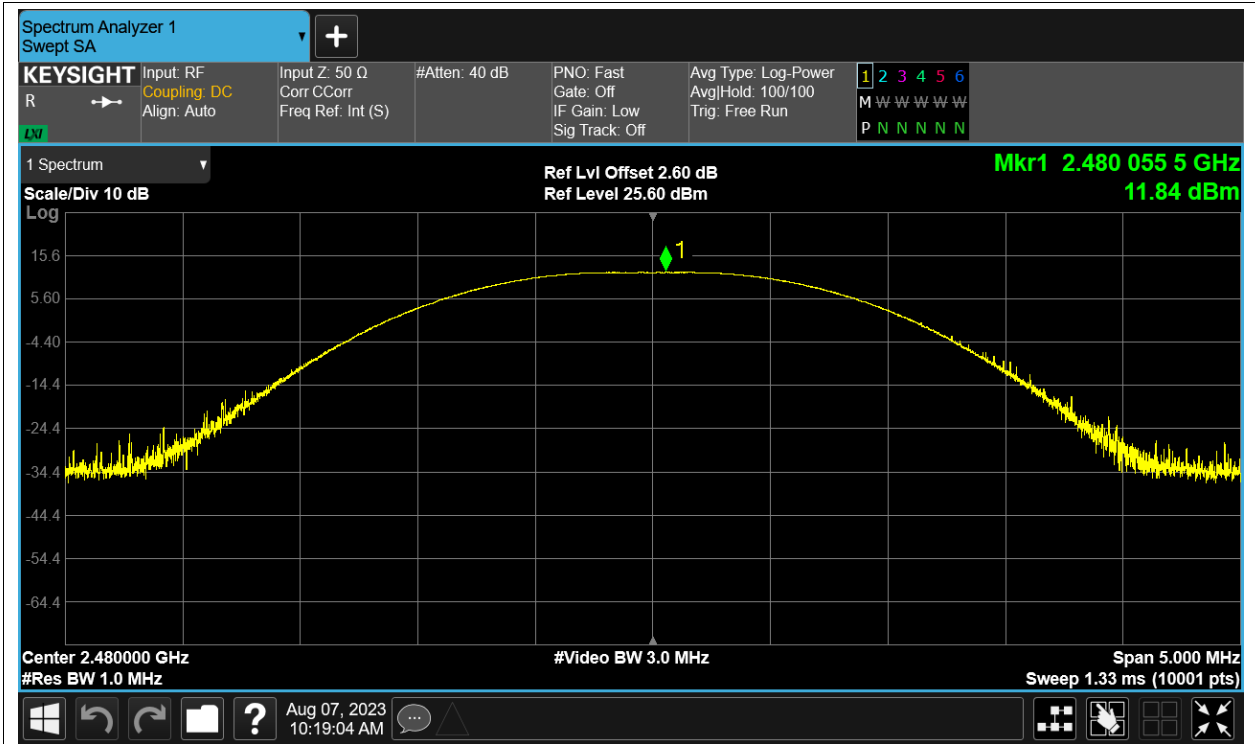 Spectrum Analyzer 1
Swept SA
KEYSIGHT
R
LXI
Input: RF
Coupling: DC
Align: Auto
Input Z: 50 Ω
Corr CCorr
Freq Ref: Int (S)
#Atten: 40 dB
PNO: Fast
Gate: Off
IF Gain: Low
Sig Track: Off
Avg Type: Log-Power
Avg|Hold: 100/100
Trig: Free Run
1 2 3 4 5 6
M W W W W W W
P N N N N N N
1 Spectrum
Scale/Div 10 dB
Log
Ref Lvl Offset 2.60 dB
Ref Level 25.60 dBm
Mkr1 2.480 055 5 GHz
11.84 dBm
1
15.6
5.60
-4.40
-14.4
-24.4
-34.4
-44.4
-54.4
-64.4
Center 2.480000 GHz
#Res BW 1.0 MHz
#Video BW 3.0 MHz
Span 5.000 MHz
Sweep 1.33 ms (10001 pts)
?
Aug 07, 2023
10:19:04 AM